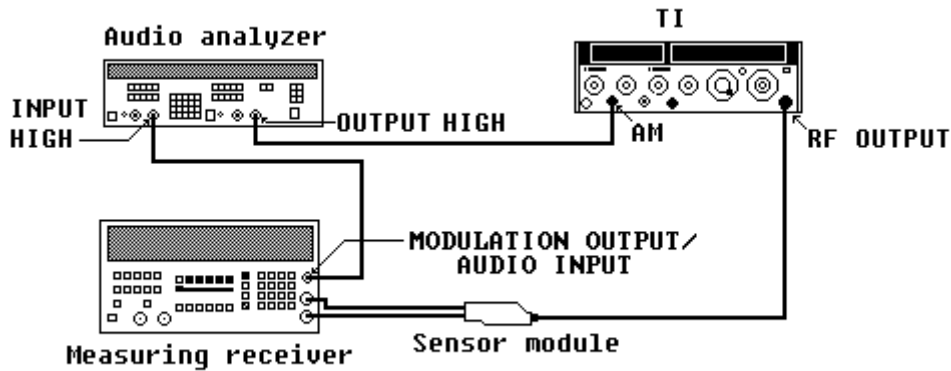 TI
Audio analyzer
INPUT
HIGH
OUTPUT HIGH
AM
RF OUTPUT
MODULATION OUTPUT/
AUDIO INPUT
Sensor module
Measuring receiver